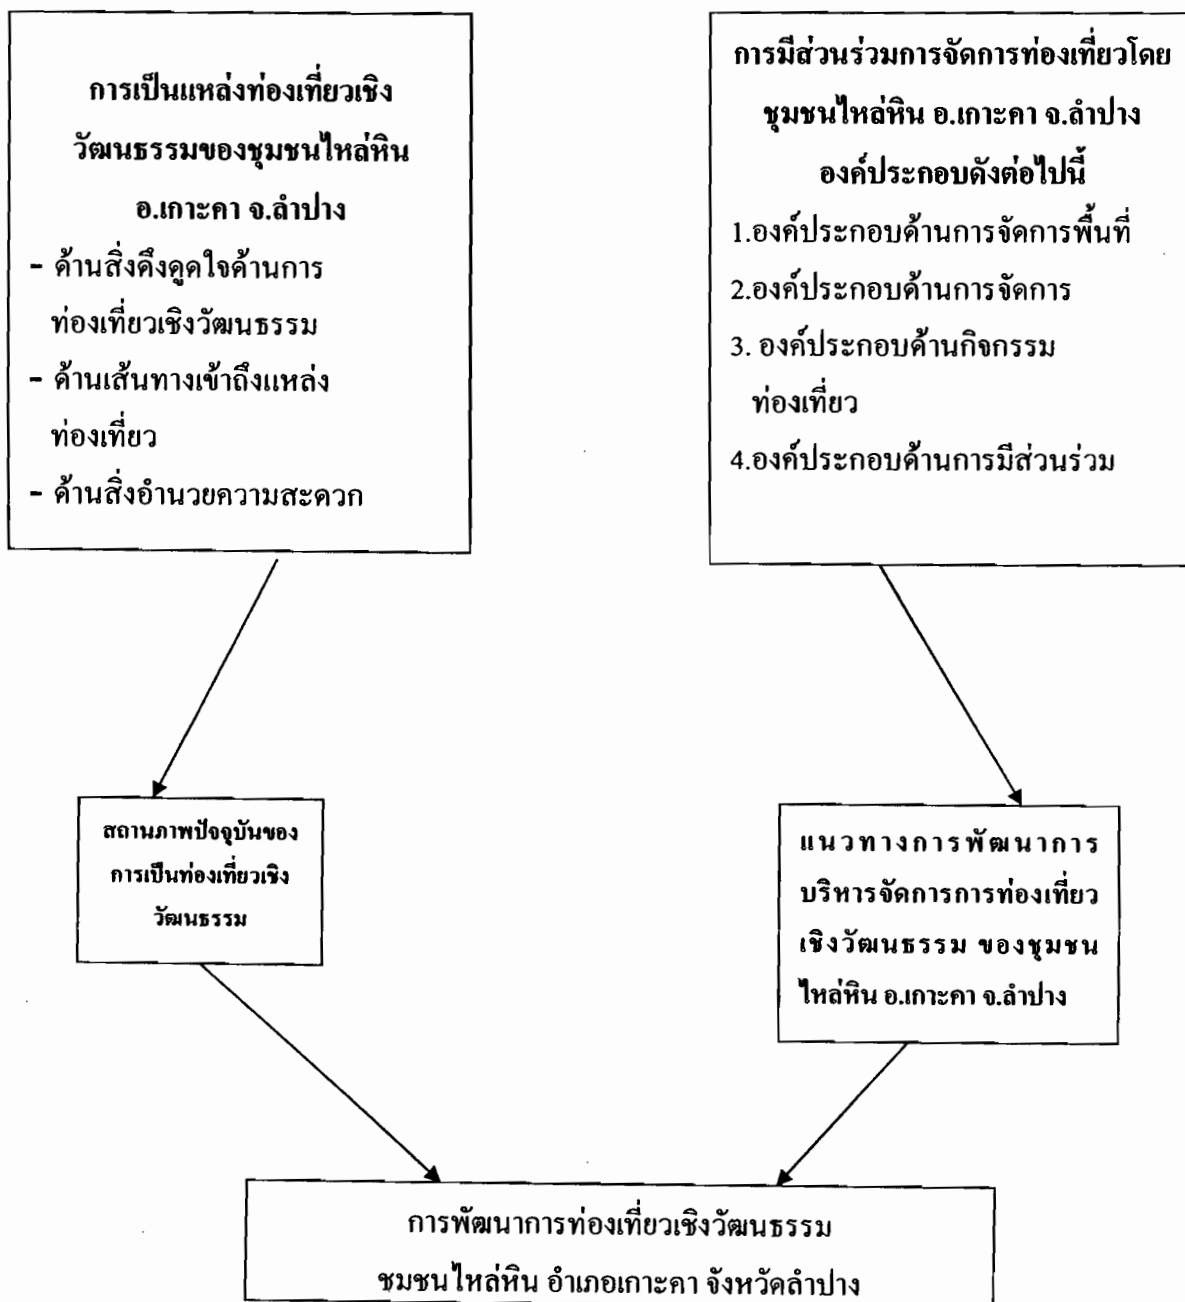 การเป็นแหล่งท่องเที่ยวเชิง
วัฒนธรรมของชุมชนไหล่หิน
อ.เกาะคา จ.ลำปาง
- ด้านสิ่งดึงดูดใจด้านการ
ท่องเที่ยวเชิงวัฒนธรรม
- ด้านเส้นทางเข้าถึงแหล่ง
ท่องเที่ยว
- ด้านสิ่งอำนวยความสะดวก
การมีส่วนร่วมการจัดการท่องเที่ยวโดย
ชุมชนไหล่หิน อ.เกาะคา จ.ลำปาง
องค์ประกอบดังต่อไปนี้
1.องค์ประกอบด้านการจัดการพื้นที่
2.องค์ประกอบด้านการจัดการ
3. องค์ประกอบด้านกิจกรรม
ท่องเที่ยว
4.องค์ประกอบด้านการมีส่วนร่วม
สถานภาพปัจจุบันของ
การเป็นท่องเที่ยวเชิง
วัฒนธรรม
แนวทางการพัฒนาการ
บริหารจัดการการท่องเที่ยว
เชิงวัฒนธรรม ของชุมชน
ไหล่หิน อ.เกาะคา จ.ลำปาง
การพัฒนาการท่องเที่ยวเชิงวัฒนธรรม
ชุมชนไหล่หิน อำเภอเกาะคา จังหวัดลำปาง